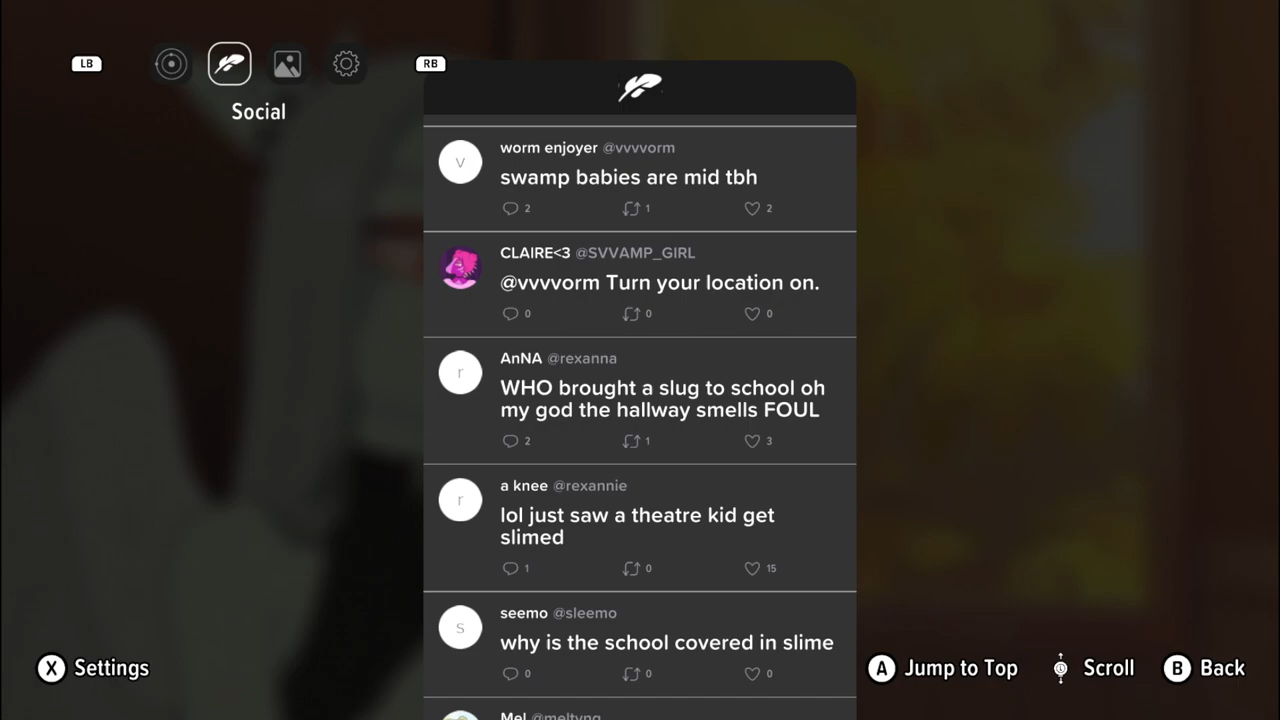 LB
RB
Social
worm enjoyer @vvvvorm
V
swamp babies are mid tbh
2 1 2
CLAIRE<3 @SVVAMP_GIRL
@vvvvorm Turn your location on.
0 0 0
AnNA @rexanna
r
WHO brought a slug to school oh
my god the hallway smells FOUL
2 1 3
a knee @rexannie
r
lol just saw a theatre kid get
slimed
1 0 15
seemo @sleemo
s
why is the school covered in slime
0 0 0
Mel @meltyng
X Settings
A Jump to Top
Scroll
B Back